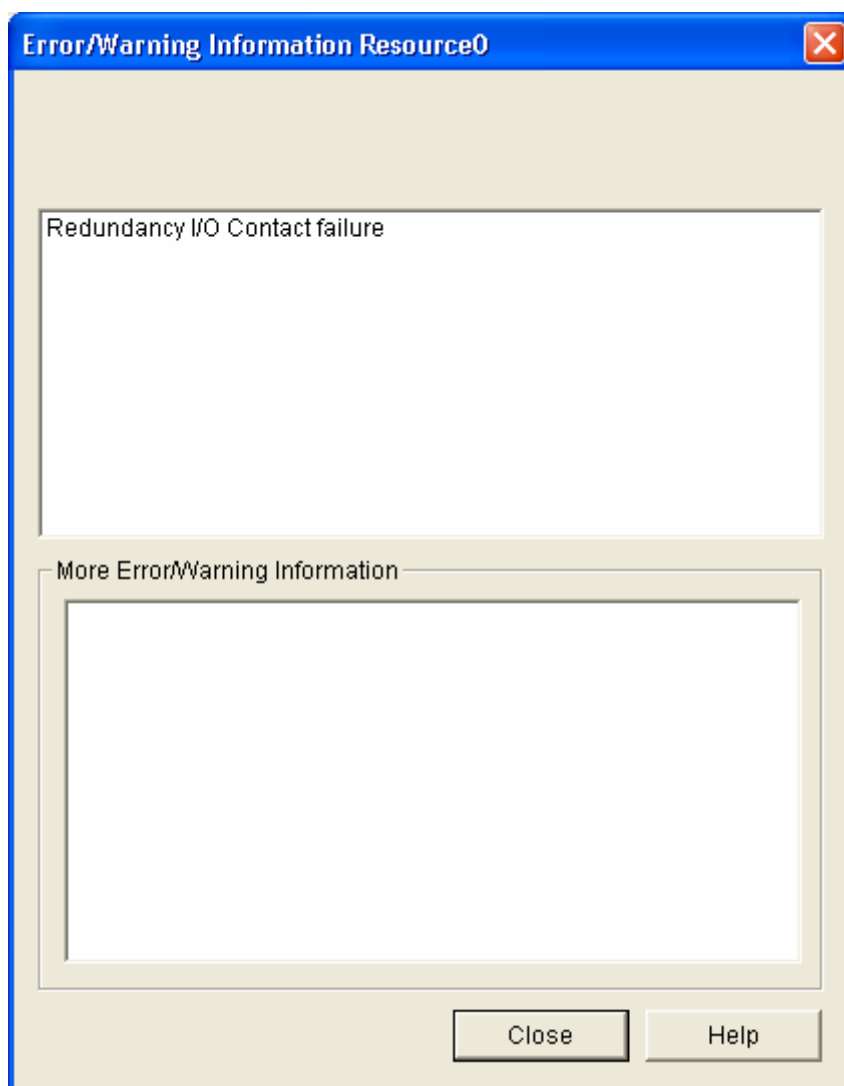 Error/Warning Information Resource0
Redundancy I/O Contact failure
More Error/Warning Information
Close
Help